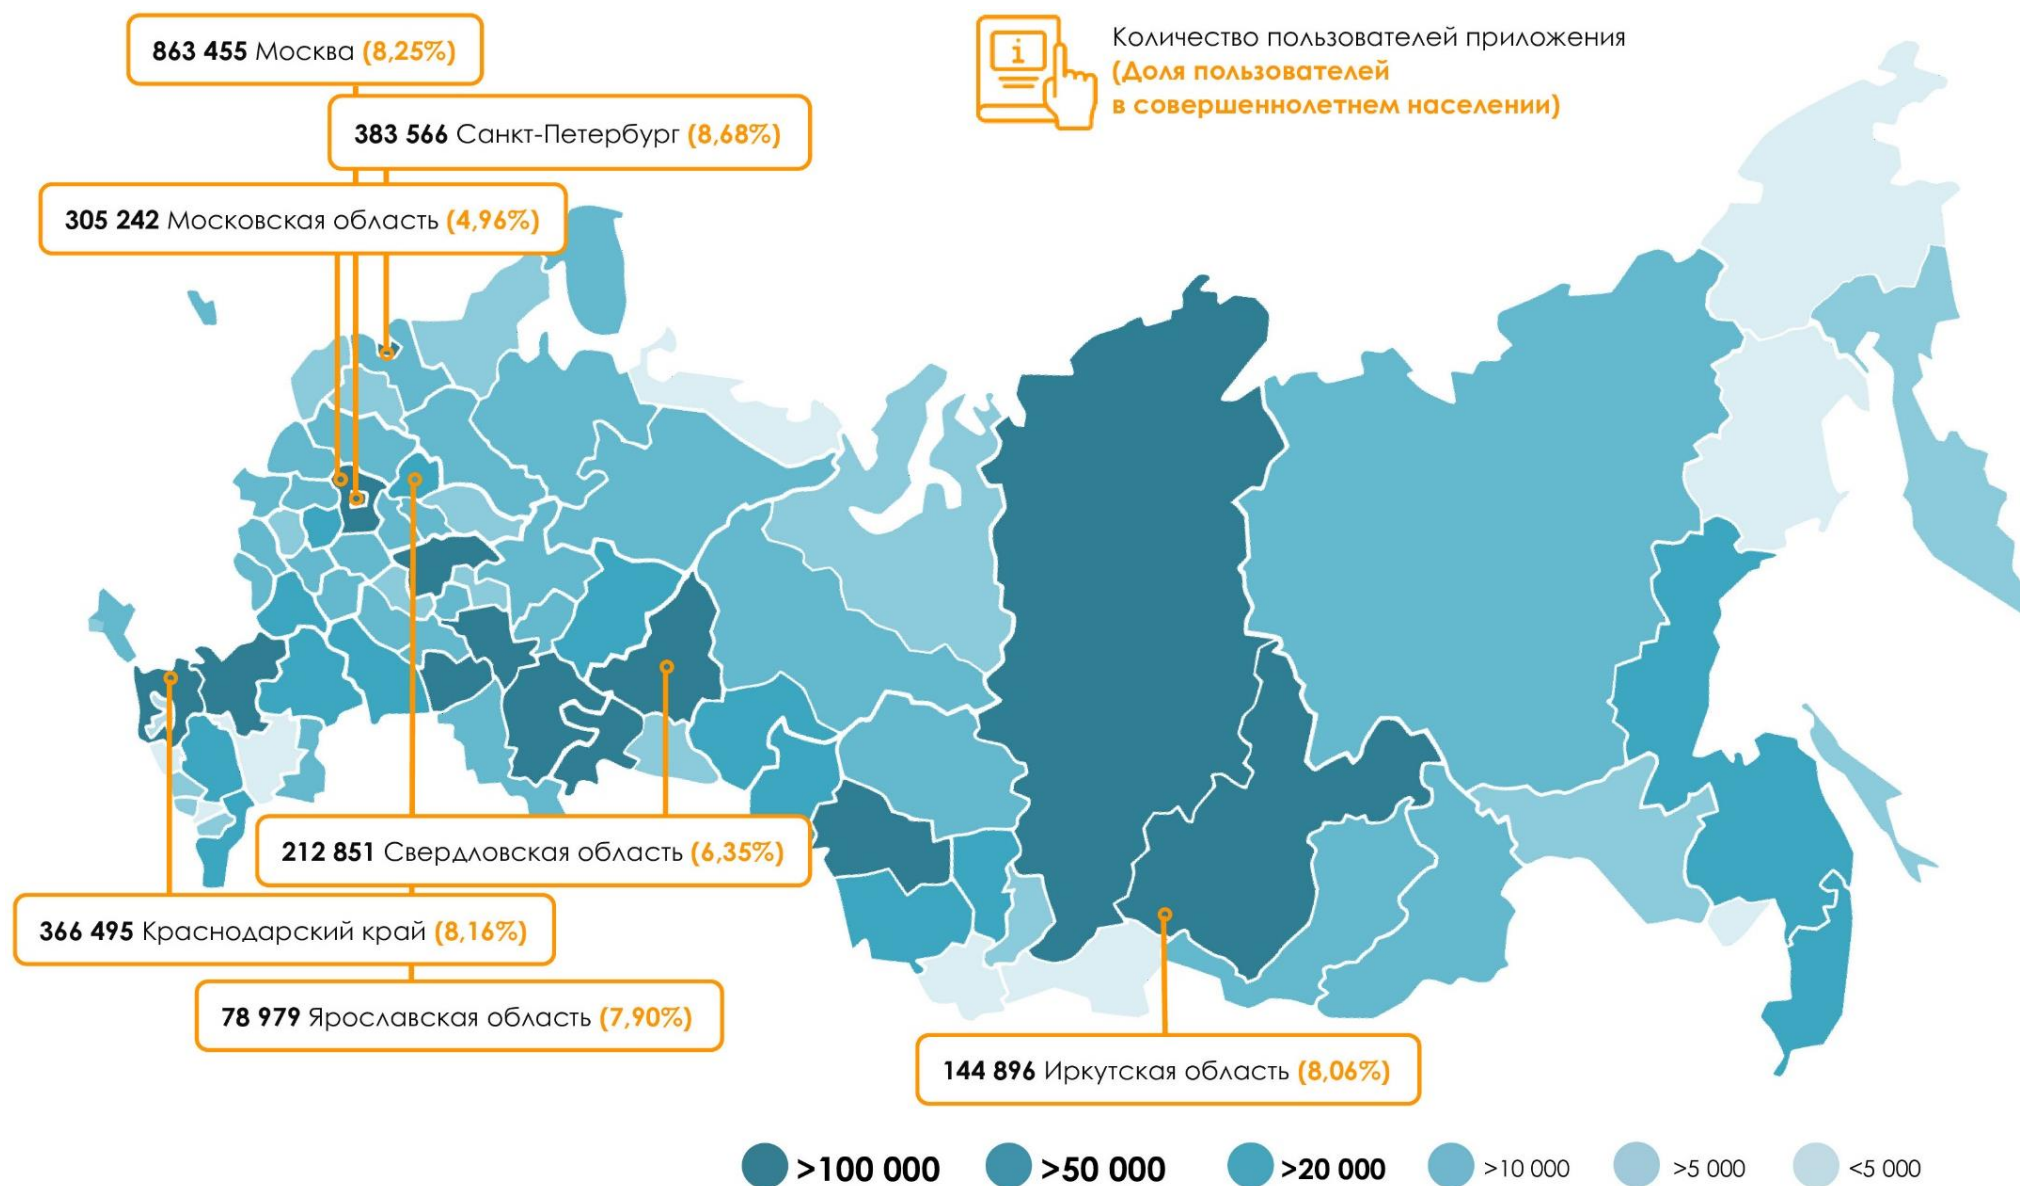 863 455 Москва (8,25%)
Количество пользователей приложения
(Доля пользователей
в совершеннолетнем населении)
i
383 566 Санкт-Петербург (8,68%)
305 242 Московская область (4,96%)
212 851 Свердловская область (6,35%)
366 495 Краснодарский край (8,16%)
78 979 Ярославская область (7,90%)
144 896 Иркутская область (8,06%)
>100 000 >50 000 >20 000 >10 000 >5 000 <5 000